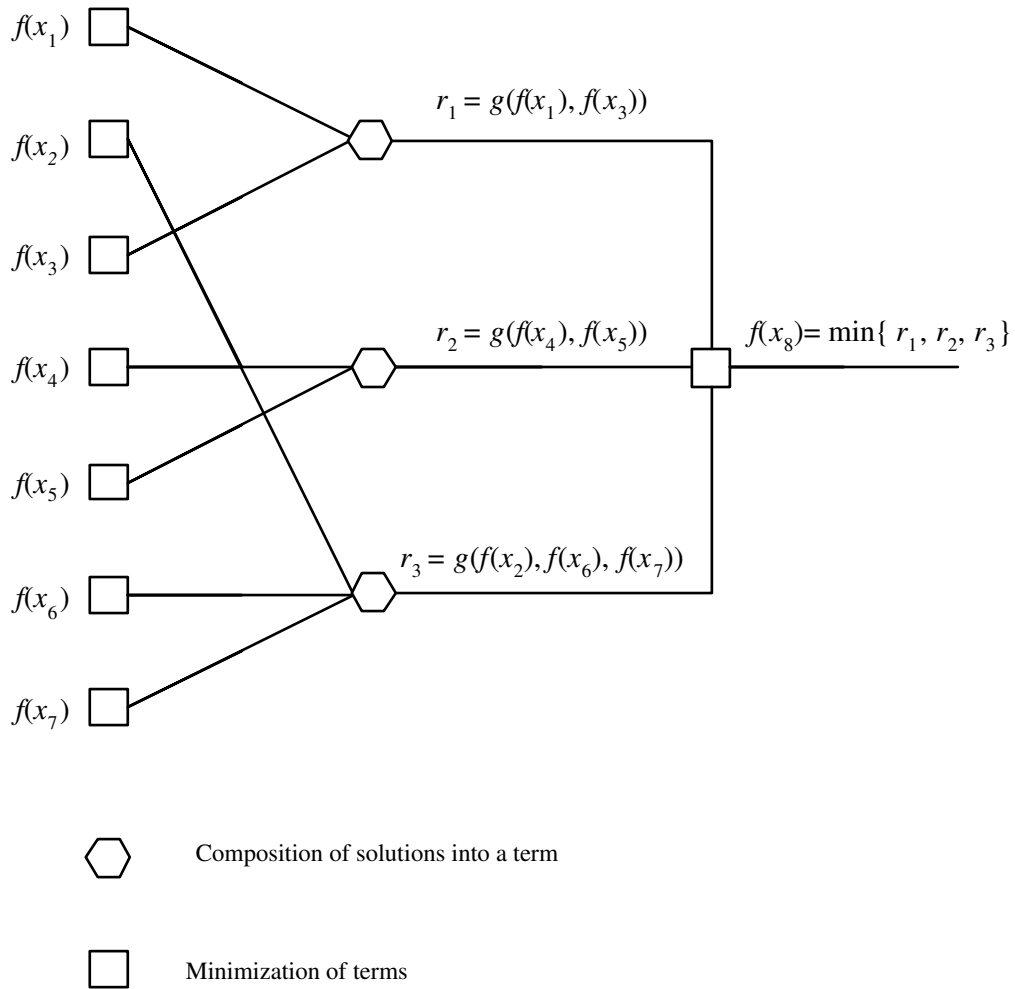 f(x₁)
r₁ = g(f(x₁), f(x₃))
f(x₂)
f(x₃)
r₂ = g(f(x₄), f(x₅))
f(x₈)= min{ r₁, r₂, r₃}
f(x₄)
f(x₅)
r₃ = g(f(x₂), f(x₆), f(x₇))
f(x₆)
f(x₇)
Composition of solutions into a term
Minimization of terms